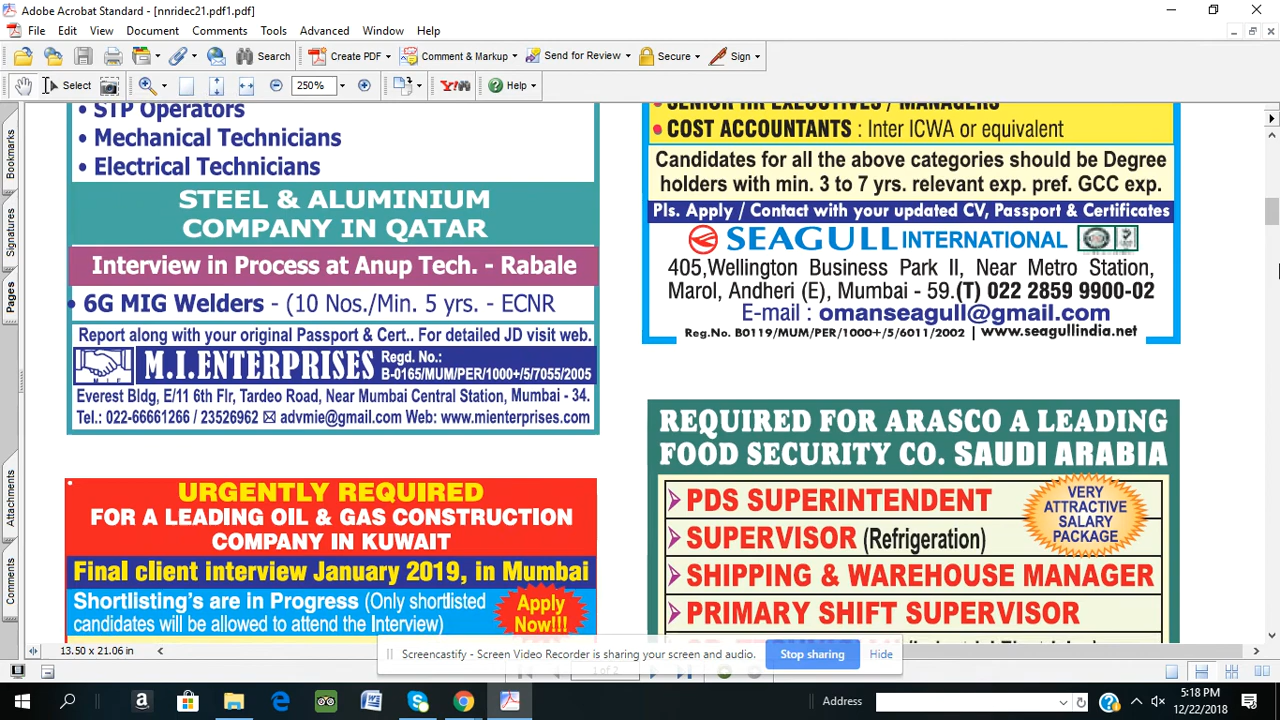 Adobe Acrobat Standard - [nnridec21.pdf1.pdf]
File Edit View Document Comments Tools Advanced Window Help
Search Create PDF Comment & Markup Send for Review Secure Sign
Select 250% Y! Help
Bookmarks
Signatures
Pages
Attachments
Comments
• STP Operators
• Mechanical Technicians
• Electrical Technicians
STEEL & ALUMINIUM
COMPANY IN QATAR
Interview in Process at Anup Tech. - Rabale
• 6G MIG Welders - (10 Nos./Min. 5 yrs. - ECNR
Report along with your original Passport & Cert.. For detailed JD visit web.
M.I.ENTERPRISES Regd. No.:
B-0165/MUM/PER/1000+/5/7055/2005
Everest Bldg, E/11 6th Flr, Tardeo Road, Near Mumbai Central Station, Mumbai - 34.
Tel.: 022-66661266 / 23526962 ✉ advmie@gmail.com Web: www.mienterprises.com
URGENTLY REQUIRED
FOR A LEADING OIL & GAS CONSTRUCTION
COMPANY IN KUWAIT
Final client interview January 2019, in Mumbai
Shortlisting's are in Progress (Only shortlisted
candidates will be allowed to attend the Interview)
Apply
Now!!!
SENIOR HR EXECUTIVES / MANAGERS
• COST ACCOUNTANTS : Inter ICWA or equivalent
Candidates for all the above categories should be Degree
holders with min. 3 to 7 yrs. relevant exp. pref. GCC exp.
Pls. Apply / Contact with your updated CV, Passport & Certificates
SEAGULL INTERNATIONAL
405,Wellington Business Park II, Near Metro Station,
Marol, Andheri (E), Mumbai - 59.(T) 022 2859 9900-02
E-mail : omanseagull@gmail.com
Reg.No. B0119/MUM/PER/1000+/5/6011/2002 | www.seagullindia.net
REQUIRED FOR ARASCO A LEADING
FOOD SECURITY CO. SAUDI ARABIA
PDS SUPERINTENDENT
SUPERVISOR (Refrigeration)
SHIPPING & WAREHOUSE MANAGER
PRIMARY SHIFT SUPERVISOR
VERY
ATTRACTIVE
SALARY
PACKAGE
13.50 x 21.06 in
Screencastify - Screen Video Recorder is sharing your screen and audio. Stop sharing Hide
1 of 2
Address
5:18 PM
12/22/2018